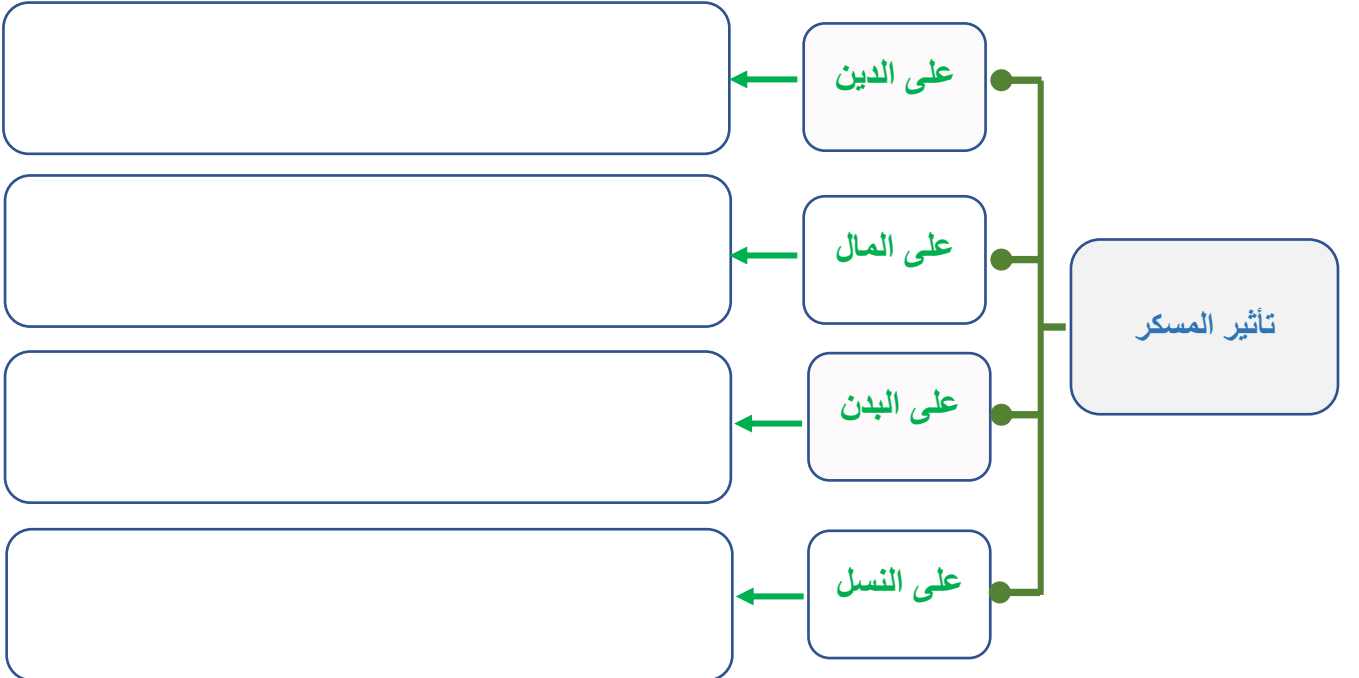 تأثير المسكر
على الدين
على المال
على البدن
على النسل